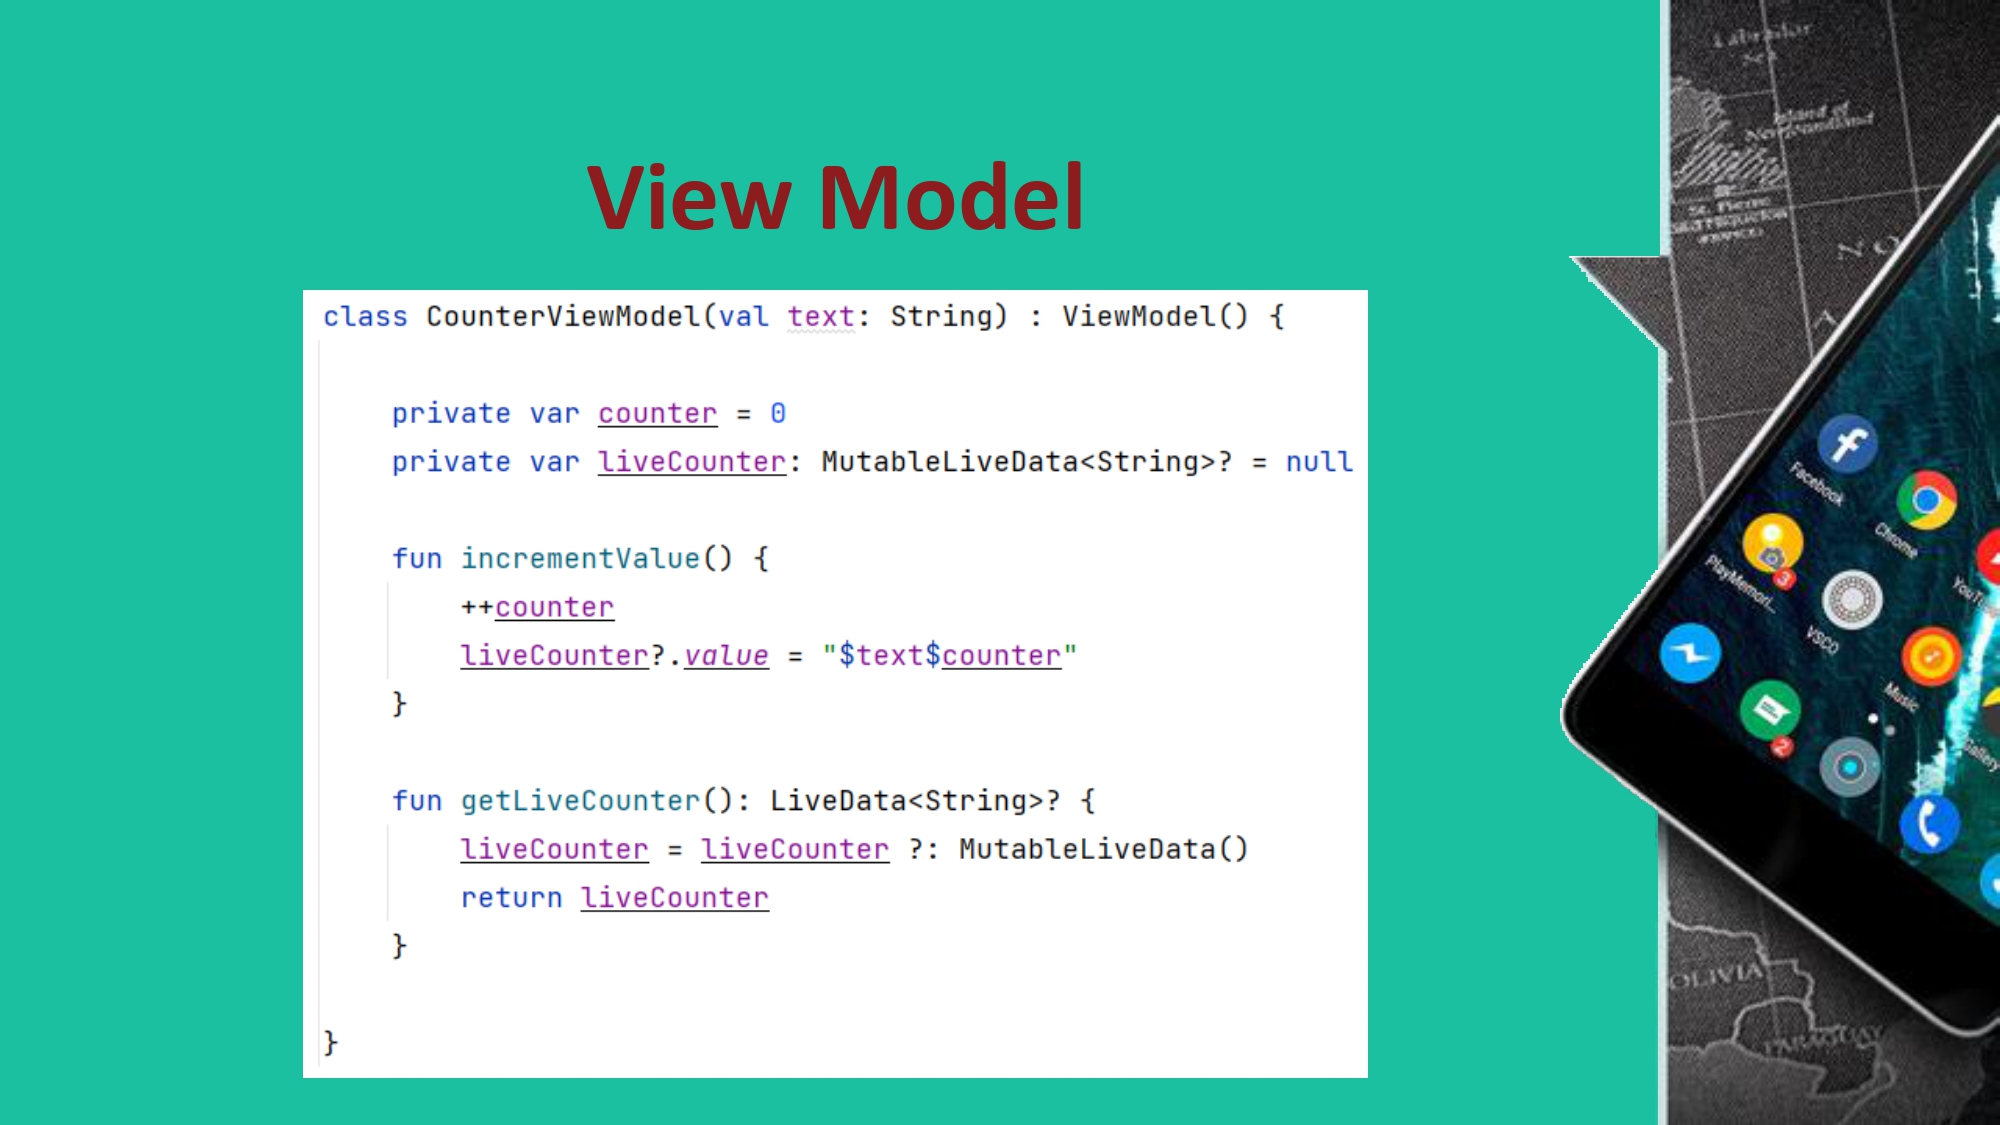 View Model
class CounterViewModel(val text: String) : ViewModel() {
private var counter = 0
private var liveCounter: MutableLiveData<String>? = null
fun incrementValue() {
++counter
liveCounter?.value = "$text$counter"
}
fun getLiveCounter(): LiveData<String>? {
liveCounter = liveCounter ?: MutableLiveData()
return liveCounter
}
}
Labrador
Island of
Newfoundland
St. Pierre
Facebook
Chrome
PlayMemori...
3
VSCO
Music
2
Gallery
OLIVIA
PARAGUAY